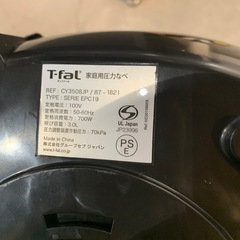 T-faL 家庭用圧力なべ
REF : CY3508JP / 87 - 1821
TYPE : SERIE EPC19
定格電圧 : 100V
定格周波数 : 50-60Hz
定格消費電力 : 700W
満水容量 : 3.0L
圧力調整装置作動圧力 : 70kPa
Made in China
株式会社グループセブ ジャパン
www.t-fal.co.jp
UL Japan
JP23996
PS
E